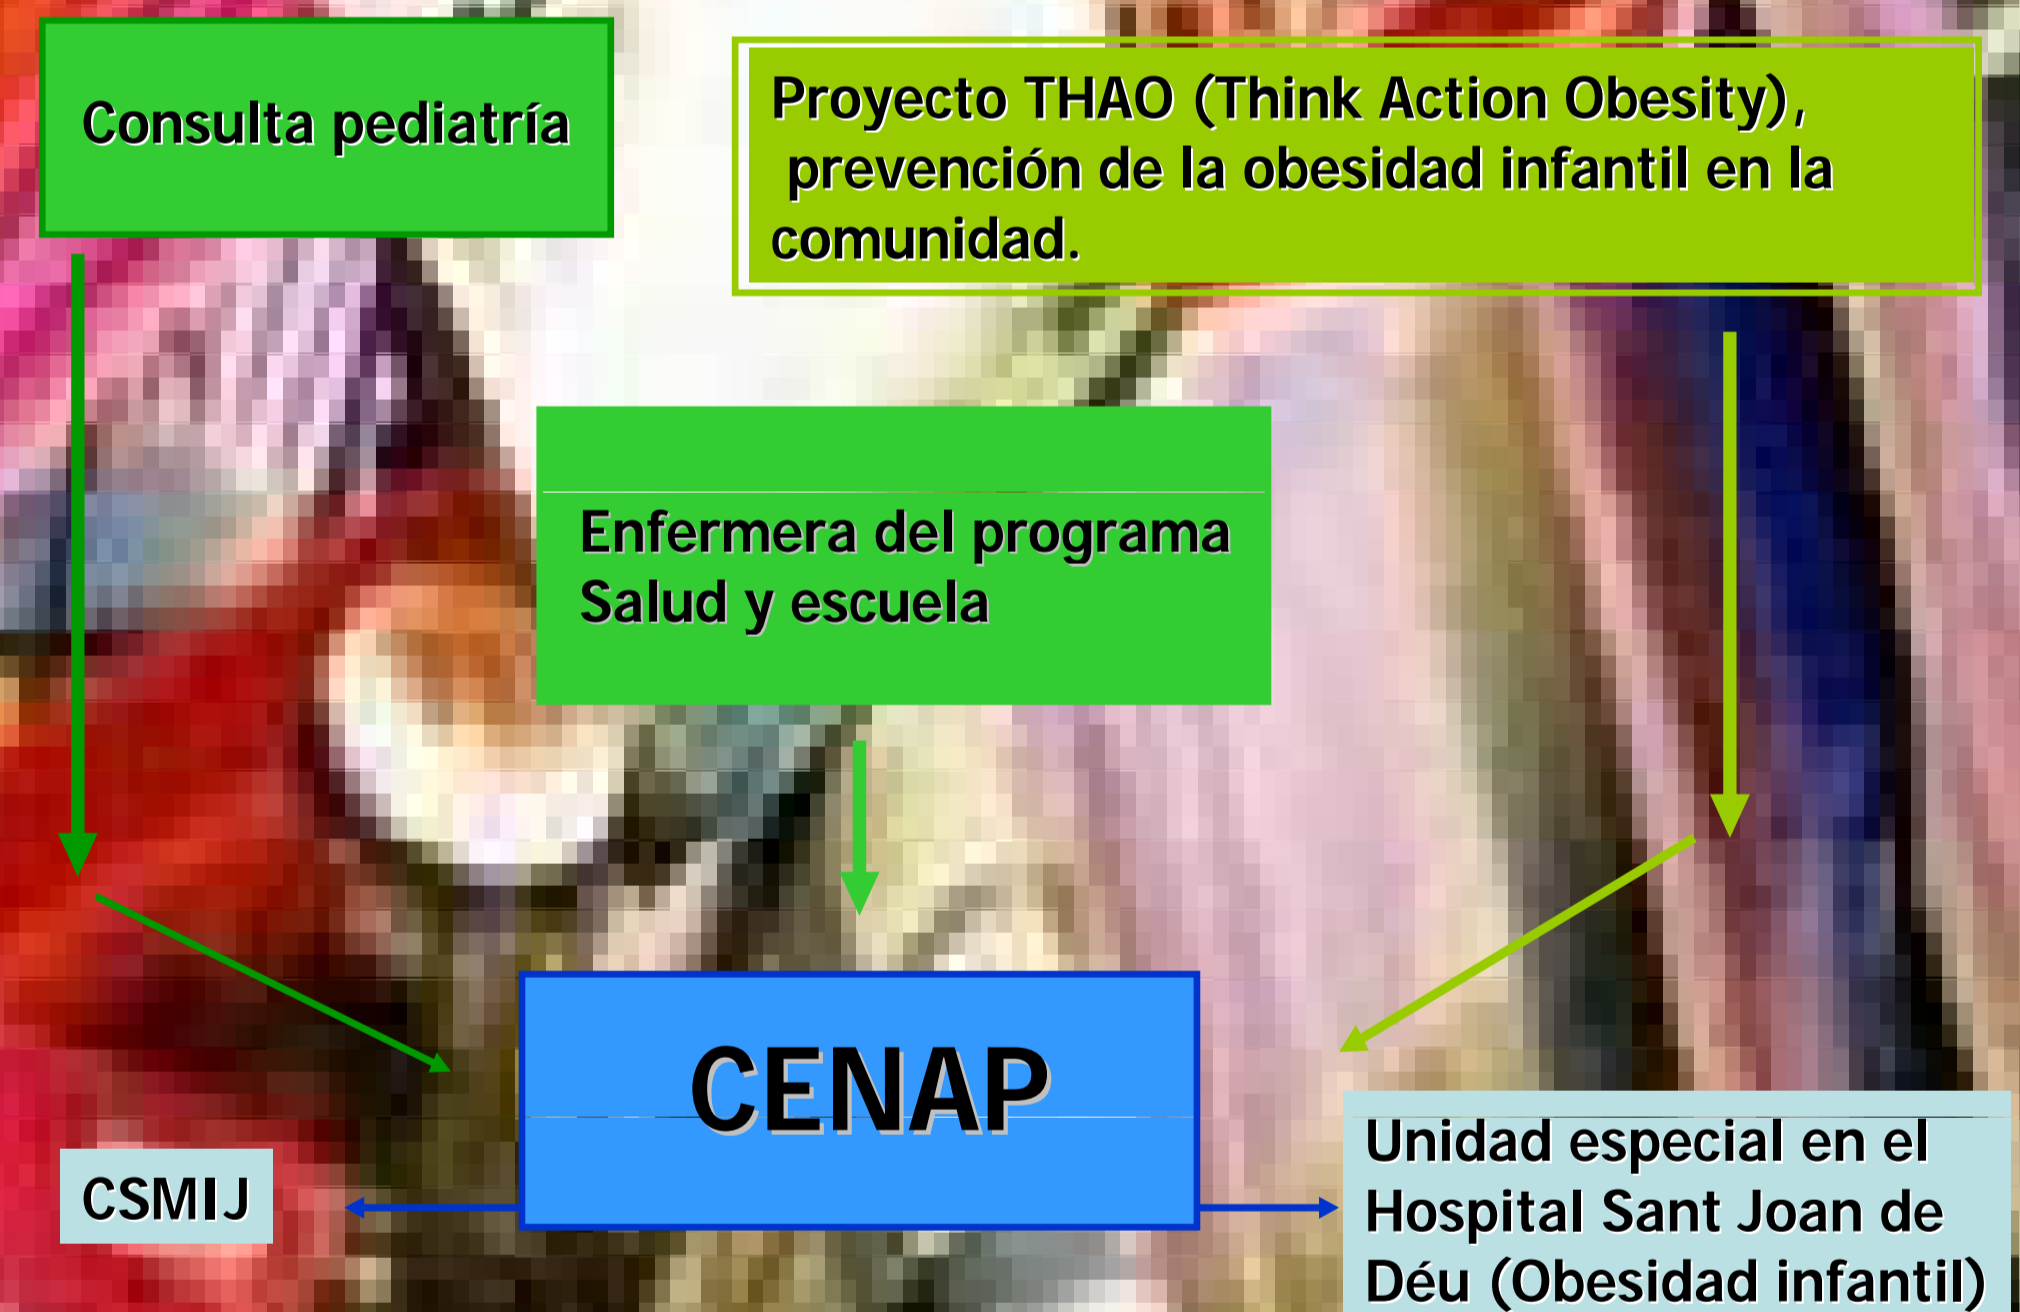 Consulta pediatría
Proyecto THAO (Think Action Obesity),
prevención de la obesidad infantil en la
comunidad.
Enfermera del programa
Salud y escuela
CENAP
CSMIJ
Unidad especial en el
Hospital Sant Joan de
Déu (Obesidad infantil)